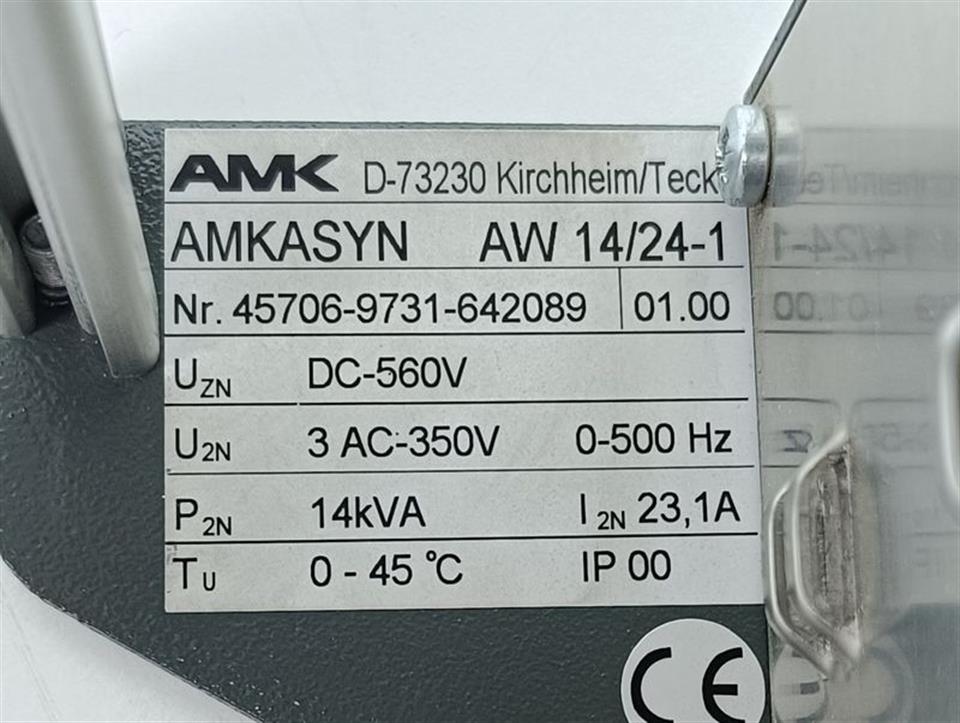 AMK D-73230 Kirchheim/Teck
AMKASYN AW 14/24-1
Nr. 45706-9731-642089 01.00
UZN DC-560V
U2N 3 AC-350V 0-500 Hz
P2N 14kVA I2N 23,1A
TU 0 - 45 °C IP 00
CE